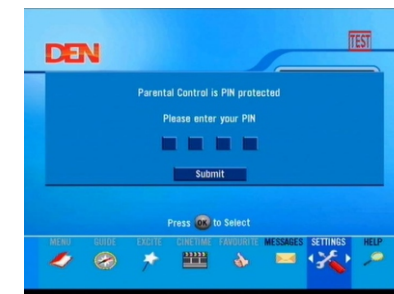 DEN
TEST
Parental Control is PIN protected
Please enter your PIN
Submit
Press OK to Select
MENU GUIDE EXCITE CINETIME FAVOURITE MESSAGES SETTINGS HELP